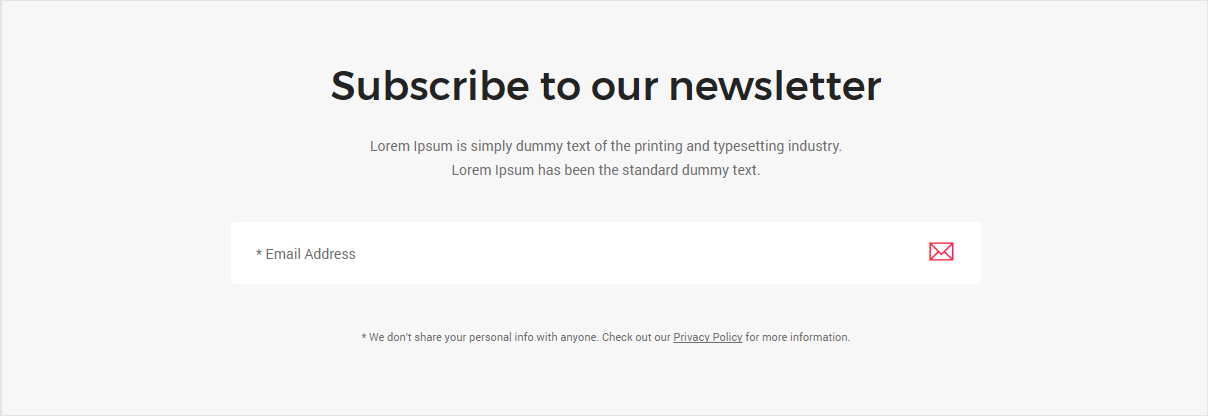 Subscribe to our newsletter
Lorem Ipsum is simply dummy text of the printing and typesetting industry.
Lorem Ipsum has been the standard dummy text.
* Email Address
* We don't share your personal info with anyone. Check out our Privacy Policy for more information.